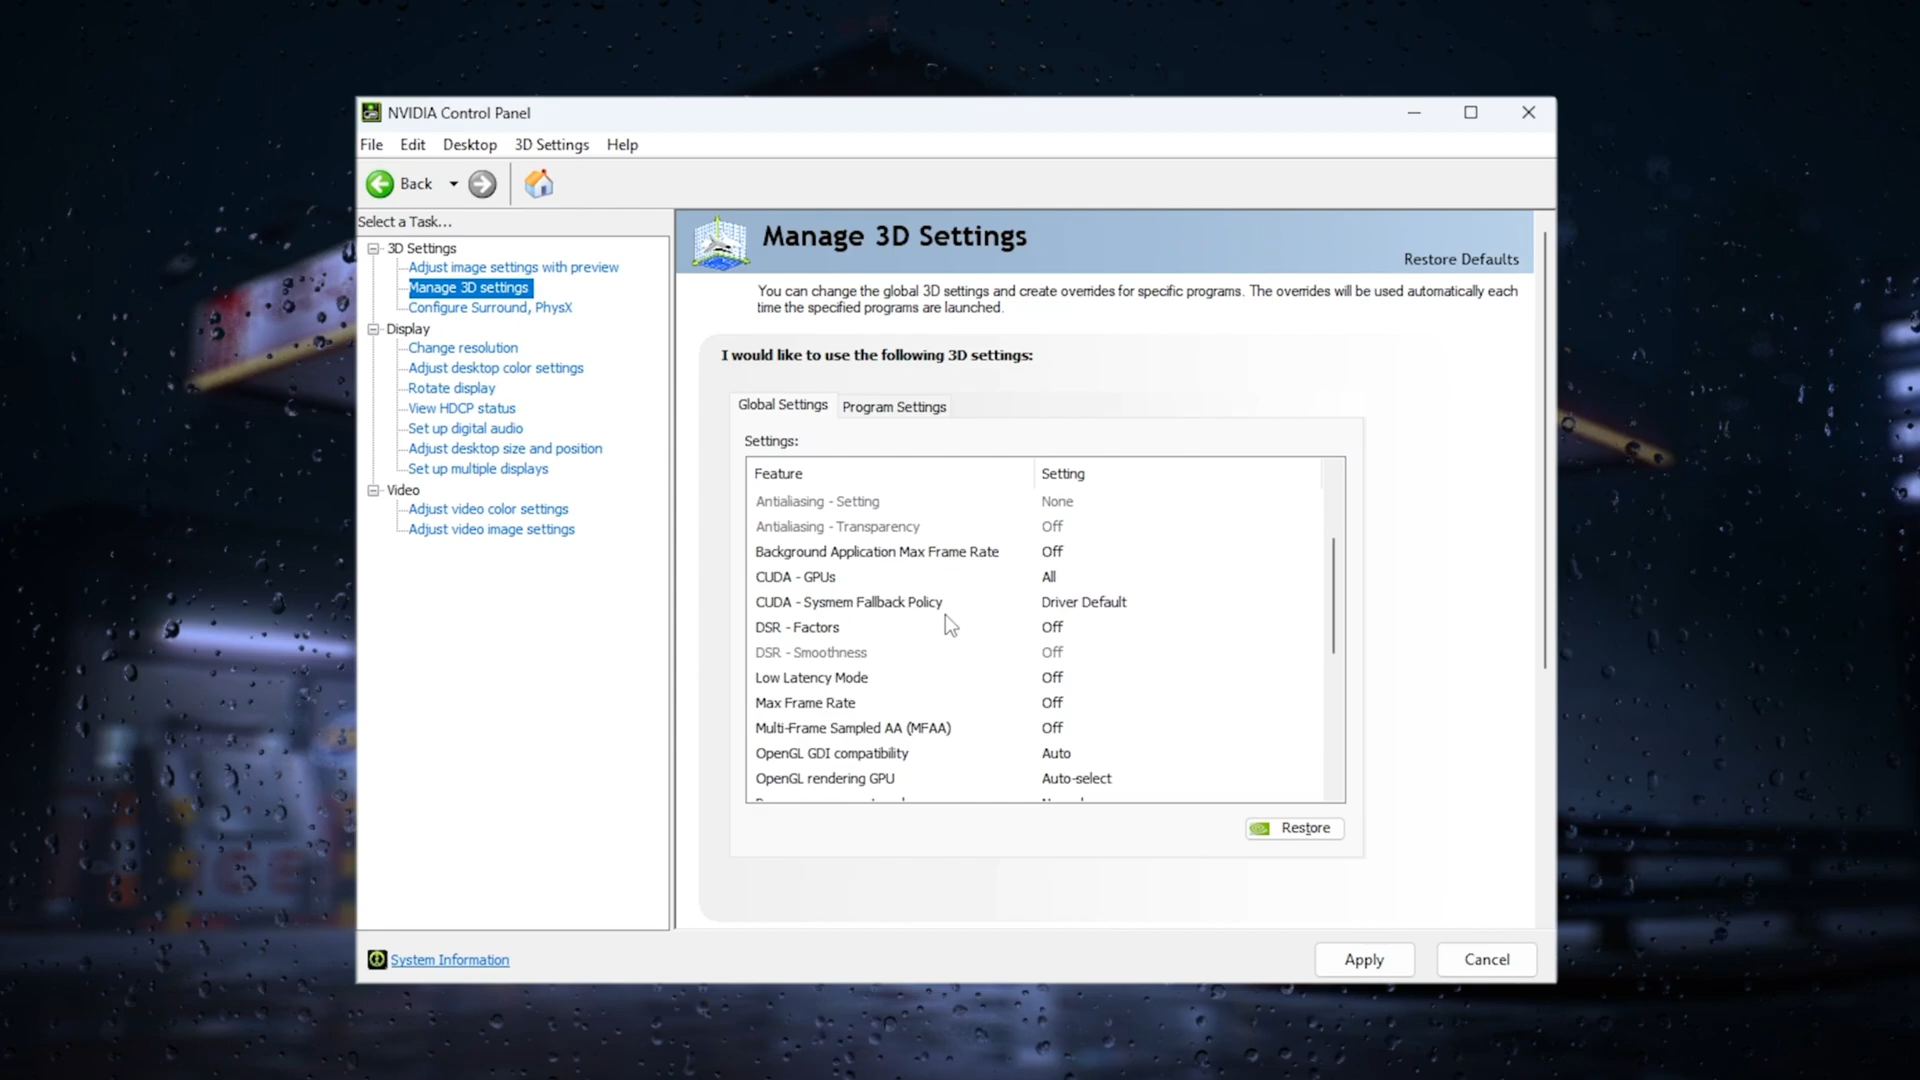 NVIDIA Control Panel
File Edit Desktop 3D Settings Help
Back
Select a Task...
3D Settings
Adjust image settings with preview
Manage 3D settings
Configure Surround, PhysX
Display
Change resolution
Adjust desktop color settings
Rotate display
View HDCP status
Set up digital audio
Adjust desktop size and position
Set up multiple displays
Video
Adjust video color settings
Adjust video image settings
System Information
Manage 3D Settings
Restore Defaults
You can change the global 3D settings and create overrides for specific programs. The overrides will be used automatically each
time the specified programs are launched.
I would like to use the following 3D settings:
Global Settings Program Settings
Settings:
Feature Setting
Antialiasing - Setting None
Antialiasing - Transparency Off
Background Application Max Frame Rate Off
CUDA - GPUs All
CUDA - Sysmem Fallback Policy Driver Default
DSR - Factors Off
DSR - Smoothness Off
Low Latency Mode Off
Max Frame Rate Off
Multi-Frame Sampled AA (MFAA) Off
OpenGL GDI compatibility Auto
OpenGL rendering GPU Auto-select
Restore
Apply Cancel